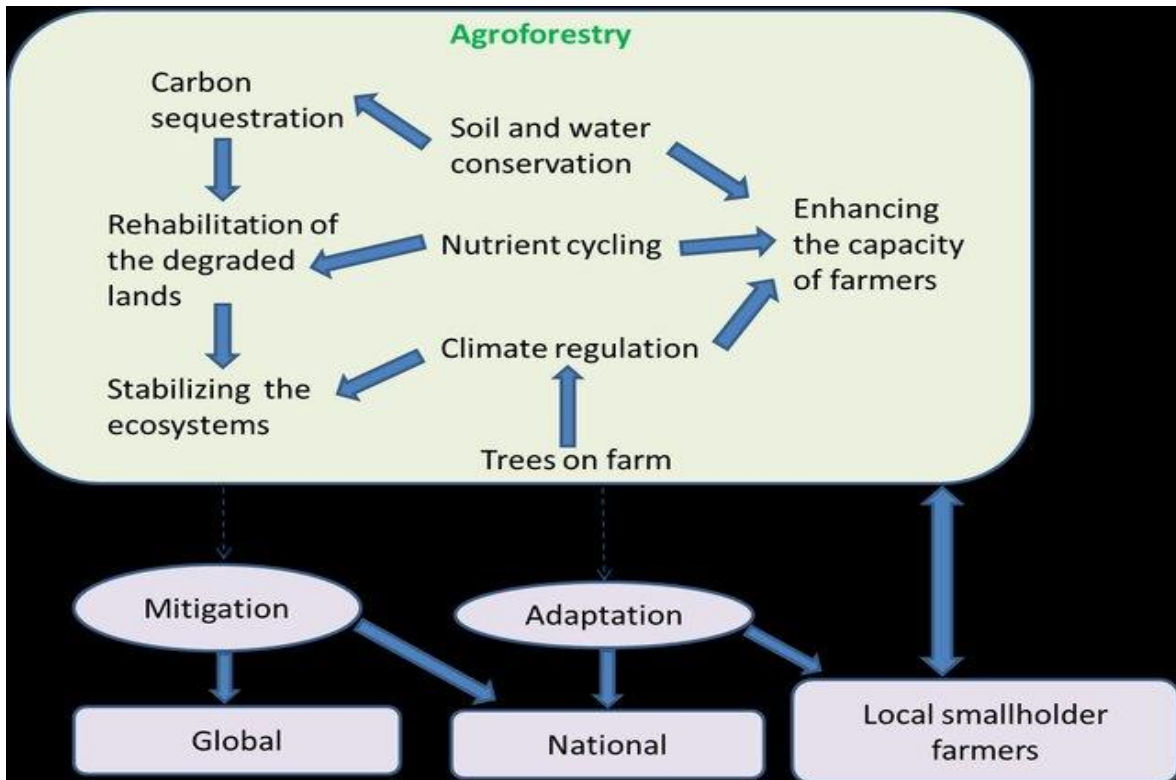 Agroforestry
Carbon
sequestration
Soil and water
conservation
Rehabilitation of
the degraded
lands
Nutrient cycling
Enhancing
the capacity
of farmers
Climate regulation
Stabilizing the
ecosystems
Trees on farm
Mitigation
Adaptation
Global
National
Local smallholder
farmers